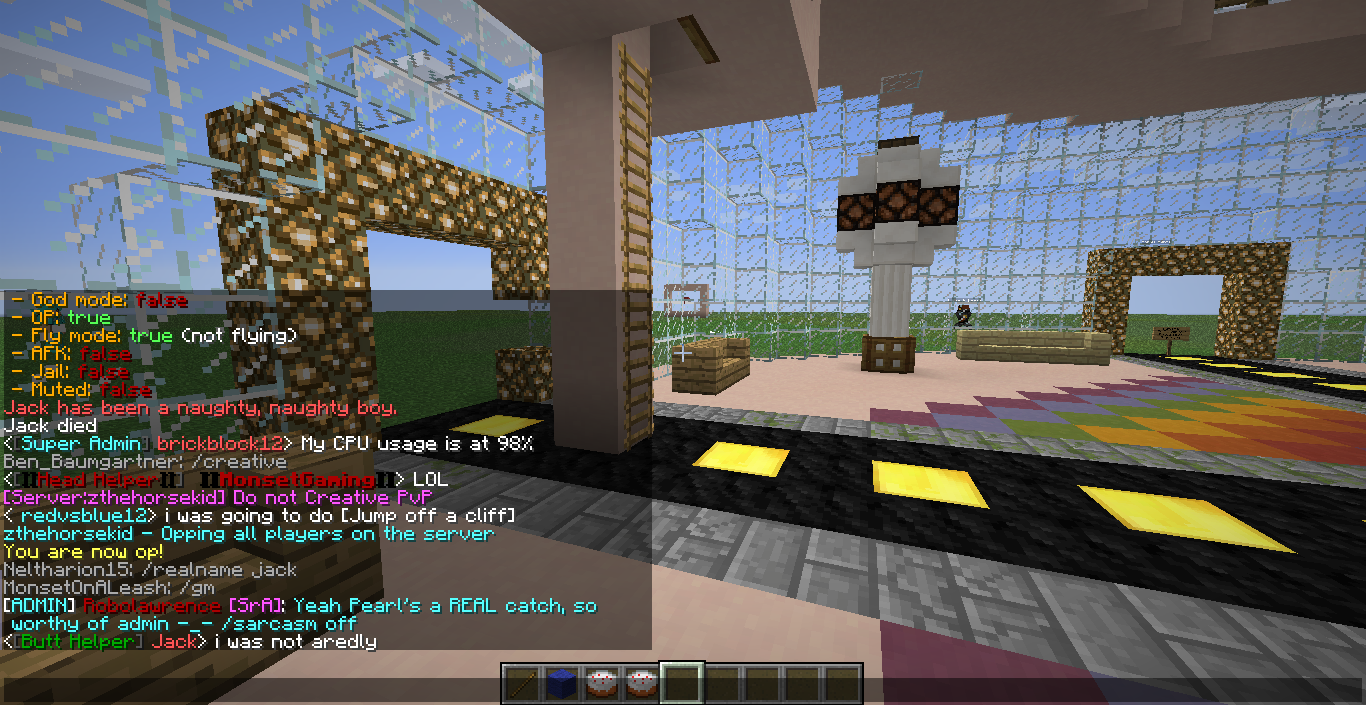 - God mode: false
- OP: true
- Fly mode: true (not flying)
- AFK: false
- Jail: false
- Muted: false
Jack has been a naughty, naughty boy.
Jack died
<[Super Admin] brickblock12> My CPU usage is at 98%
Ben_Baumgartner: /creative
<[Head Helper] MonsetGaming> LOL
[Server:zthehorsekid] Do not Creative PvP
< redvsblue12> i was going to do [Jump off a cliff]
zthehorsekid - Opping all players on the server
You are now op!
Neltharion15: /realname jack
MonsetOnALeash: /gm
[ADMIN] Robolawrence [SrA]: Yeah Pearl's a REAL catch, so
worthy of admin -_- /sarcasm off
<[Butt Helper] Jack> i was not aredly